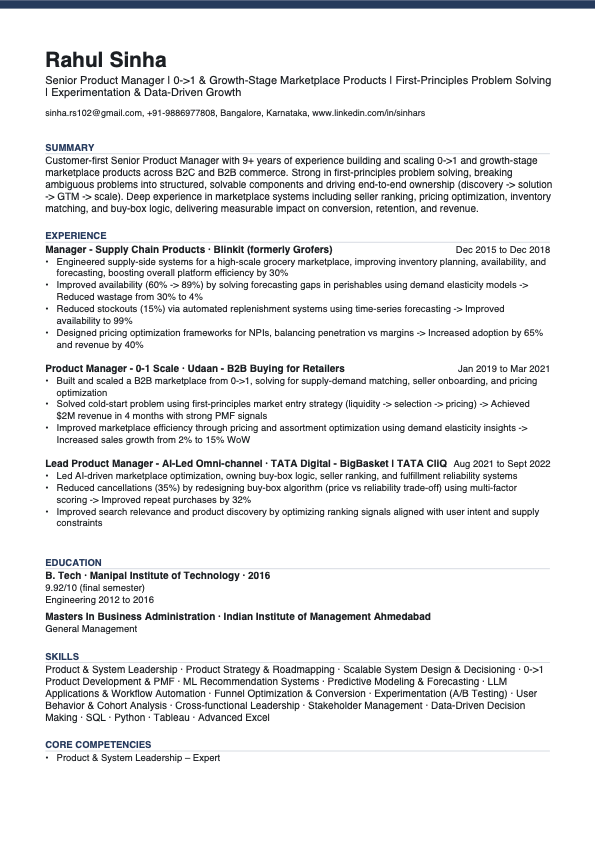 Rahul Sinha
Senior Product Manager | 0->1 & Growth-Stage Marketplace Products | First-Principles Problem Solving
| Experimentation & Data-Driven Growth
sinha.rs102@gmail.com, +91-9886977808, Bangalore, Karnataka, www.linkedin.com/in/sinhars
SUMMARY
Customer-first Senior Product Manager with 9+ years of experience building and scaling 0->1 and growth-stage
marketplace products across B2C and B2B commerce. Strong in first-principles problem solving, breaking
ambiguous problems into structured, solvable components and driving end-to-end ownership (discovery -> solution
-> GTM -> scale). Deep experience in marketplace systems including seller ranking, pricing optimization, inventory
matching, and buy-box logic, delivering measurable impact on conversion, retention, and revenue.
EXPERIENCE
Manager - Supply Chain Products · Blinkit (formerly Grofers) Dec 2015 to Dec 2018
• Engineered supply-side systems for a high-scale grocery marketplace, improving inventory planning, availability, and
forecasting, boosting overall platform efficiency by 30%
• Improved availability (60% -> 89%) by solving forecasting gaps in perishables using demand elasticity models ->
Reduced wastage from 30% to 4%
• Reduced stockouts (15%) via automated replenishment systems using time-series forecasting -> Improved
availability to 99%
• Designed pricing optimization frameworks for NPIs, balancing penetration vs margins -> Increased adoption by 65%
and revenue by 40%
Product Manager - 0-1 Scale · Udaan - B2B Buying for Retailers Jan 2019 to Mar 2021
• Built and scaled a B2B marketplace from 0->1, solving for supply-demand matching, seller onboarding, and pricing
optimization
• Solved cold-start problem using first-principles market entry strategy (liquidity -> selection -> pricing) -> Achieved
$2M revenue in 4 months with strong PMF signals
• Improved marketplace efficiency through pricing and assortment optimization using demand elasticity insights ->
Increased sales growth from 2% to 15% WoW
Lead Product Manager - AI-Led Omni-channel · TATA Digital - BigBasket | TATA CliQ Aug 2021 to Sept 2022
• Led AI-driven marketplace optimization, owning buy-box logic, seller ranking, and fulfillment reliability systems
• Reduced cancellations (35%) by redesigning buy-box algorithm (price vs reliability trade-off) using multi-factor
scoring -> Improved repeat purchases by 32%
• Improved search relevance and product discovery by optimizing ranking signals aligned with user intent and supply
constraints
EDUCATION
B. Tech · Manipal Institute of Technology · 2016
9.92/10 (final semester)
Engineering 2012 to 2016
Masters In Business Administration · Indian Institute of Management Ahmedabad
General Management
SKILLS
Product & System Leadership · Product Strategy & Roadmapping · Scalable System Design & Decisioning · 0->1
Product Development & PMF · ML Recommendation Systems · Predictive Modeling & Forecasting · LLM
Applications & Workflow Automation · Funnel Optimization & Conversion · Experimentation (A/B Testing) · User
Behavior & Cohort Analysis · Cross-functional Leadership · Stakeholder Management · Data-Driven Decision
Making · SQL · Python · Tableau · Advanced Excel
CORE COMPETENCIES
• Product & System Leadership – Expert